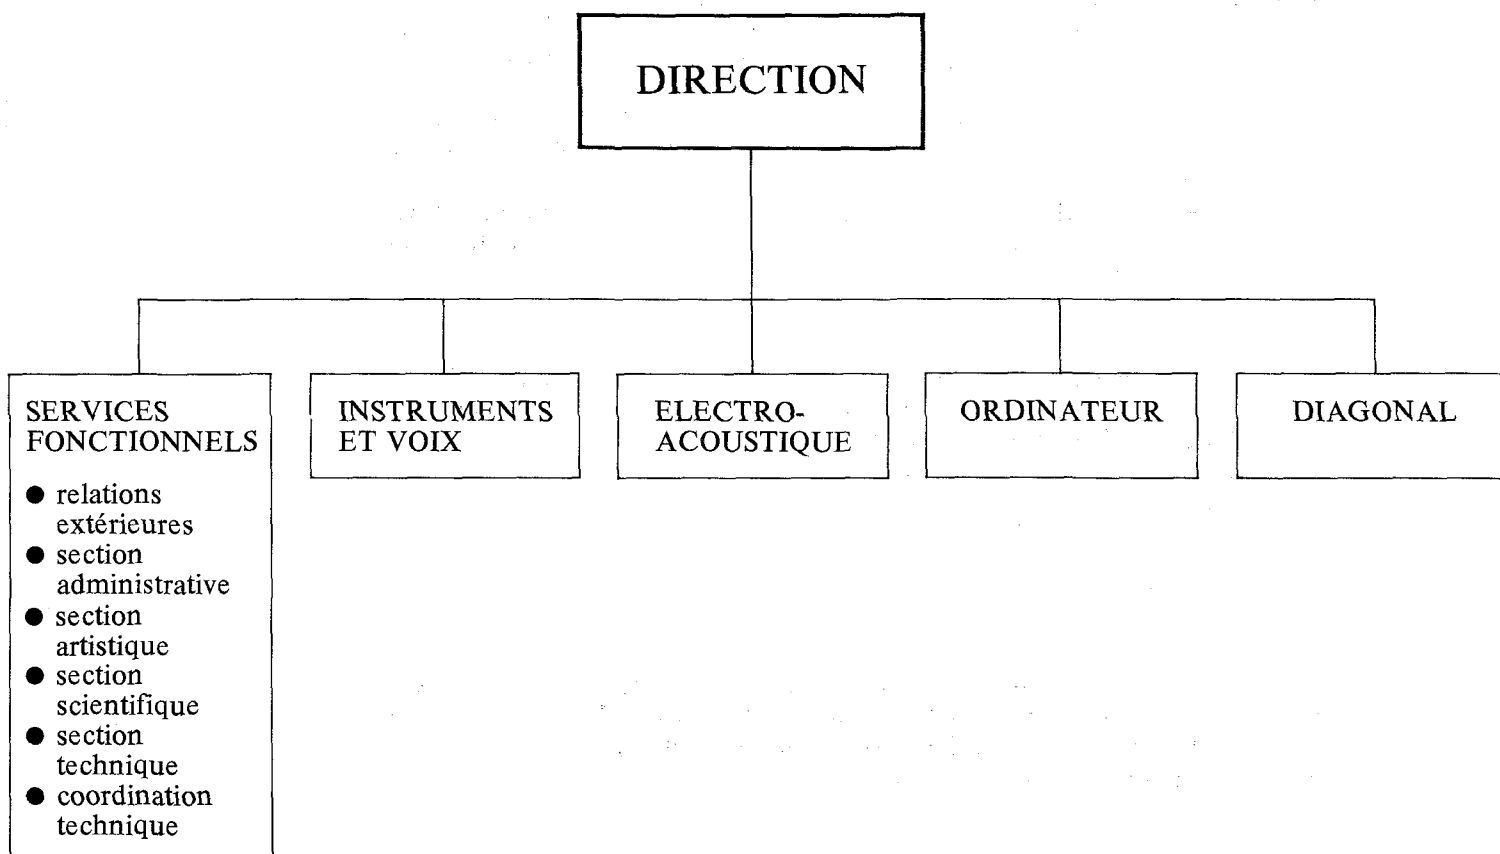 DIRECTION
SERVICES
FONCTIONNELS
● relations
extérieures
● section
administrative
● section
artistique
● section
scientifique
● section
technique
● coordination
technique
INSTRUMENTS
ET VOIX
ELECTRO-
ACOUSTIQUE
ORDINATEUR
DIAGONAL